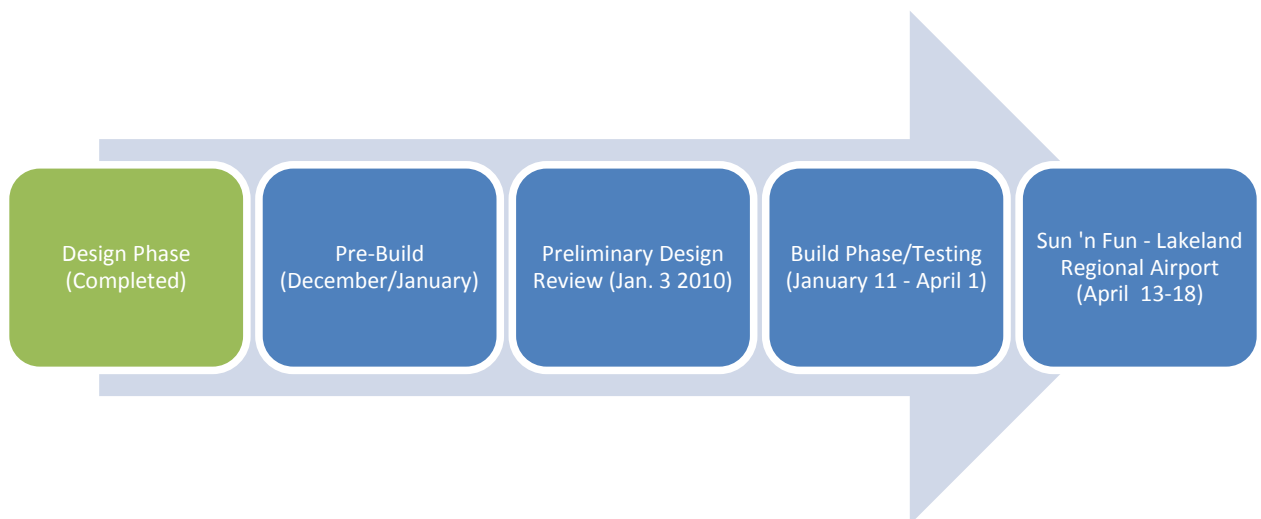 Design Phase
(Completed)
Pre-Build
(December/January)
Preliminary Design
Review (Jan. 3 2010)
Build Phase/Testing
(January 11 - April 1)
Sun 'n Fun - Lakeland
Regional Airport
(April  13-18)